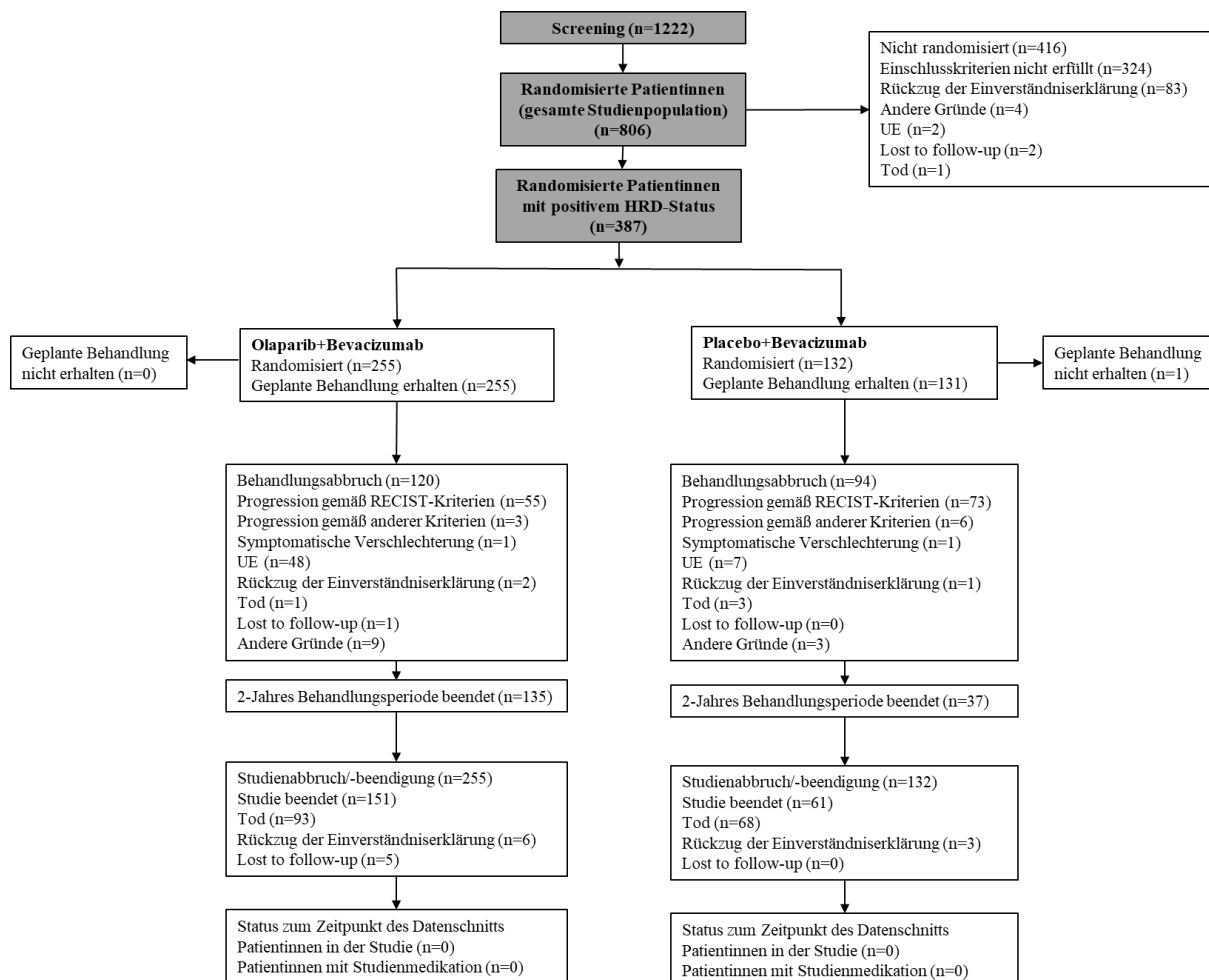 Screening (n=1222)
Nicht randomisiert (n=416)
Einschlusskriterien nicht erfüllt (n=324)
Rückzug der Einverständniserklärung (n=83)
Andere Gründe (n=4)
UE (n=2)
Lost to follow-up (n=2)
Tod (n=1)
Randomisierte Patientinnen
(gesamte Studienpopulation)
(n=806)
Randomisierte Patientinnen
mit positivem HRD-Status
(n=387)
Geplante Behandlung
nicht erhalten (n=0)
Olaparib+Bevacizumab
Randomisiert (n=255)
Geplante Behandlung erhalten (n=255)
Placebo+Bevacizumab
Randomisiert (n=132)
Geplante Behandlung erhalten (n=131)
Geplante Behandlung
nicht erhalten (n=1)
Behandlungsabbruch (n=120)
Progression gemäß RECIST-Kriterien (n=55)
Progression gemäß anderer Kriterien (n=3)
Symptomatische Verschlechterung (n=1)
UE (n=48)
Rückzug der Einverständniserklärung (n=2)
Tod (n=1)
Lost to follow-up (n=1)
Andere Gründe (n=9)
Behandlungsabbruch (n=94)
Progression gemäß RECIST-Kriterien (n=73)
Progression gemäß anderer Kriterien (n=6)
Symptomatische Verschlechterung (n=1)
UE (n=7)
Rückzug der Einverständniserklärung (n=1)
Tod (n=3)
Lost to follow-up (n=0)
Andere Gründe (n=3)
2-Jahres Behandlungsperiode beendet (n=135)
2-Jahres Behandlungsperiode beendet (n=37)
Studienabbruch/-beendigung (n=255)
Studie beendet (n=151)
Tod (n=93)
Rückzug der Einverständniserklärung (n=6)
Lost to follow-up (n=5)
Studienabbruch/-beendigung (n=132)
Studie beendet (n=61)
Tod (n=68)
Rückzug der Einverständniserklärung (n=3)
Lost to follow-up (n=0)
Status zum Zeitpunkt des Datenschnitts
Patientinnen in der Studie (n=0)
Patientinnen mit Studienmedikation (n=0)
Status zum Zeitpunkt des Datenschnitts
Patientinnen in der Studie (n=0)
Patientinnen mit Studienmedikation (n=0)